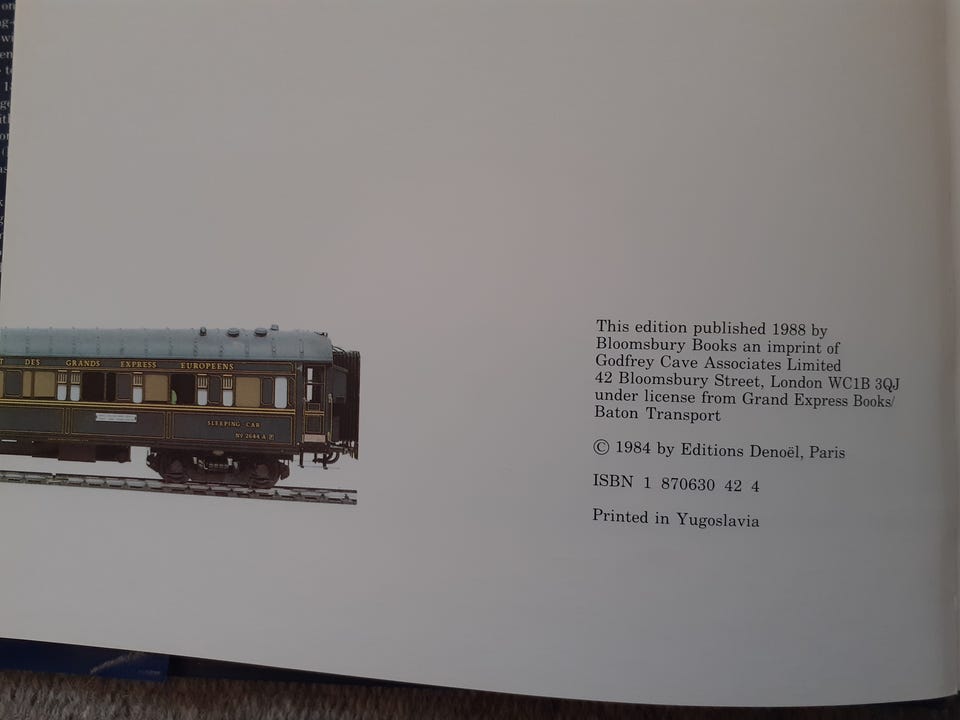 T DES GRANDS EXPRESS EUROPEENS
SLEEPING-CAR
Nº 2644 A
This edition published 1988 by
Bloomsbury Books an imprint of
Godfrey Cave Associates Limited
42 Bloomsbury Street, London WC1B 3QJ
under license from Grand Express Books/
Baton Transport
© 1984 by Editions Denoël, Paris
ISBN 1 870630 42 4
Printed in Yugoslavia